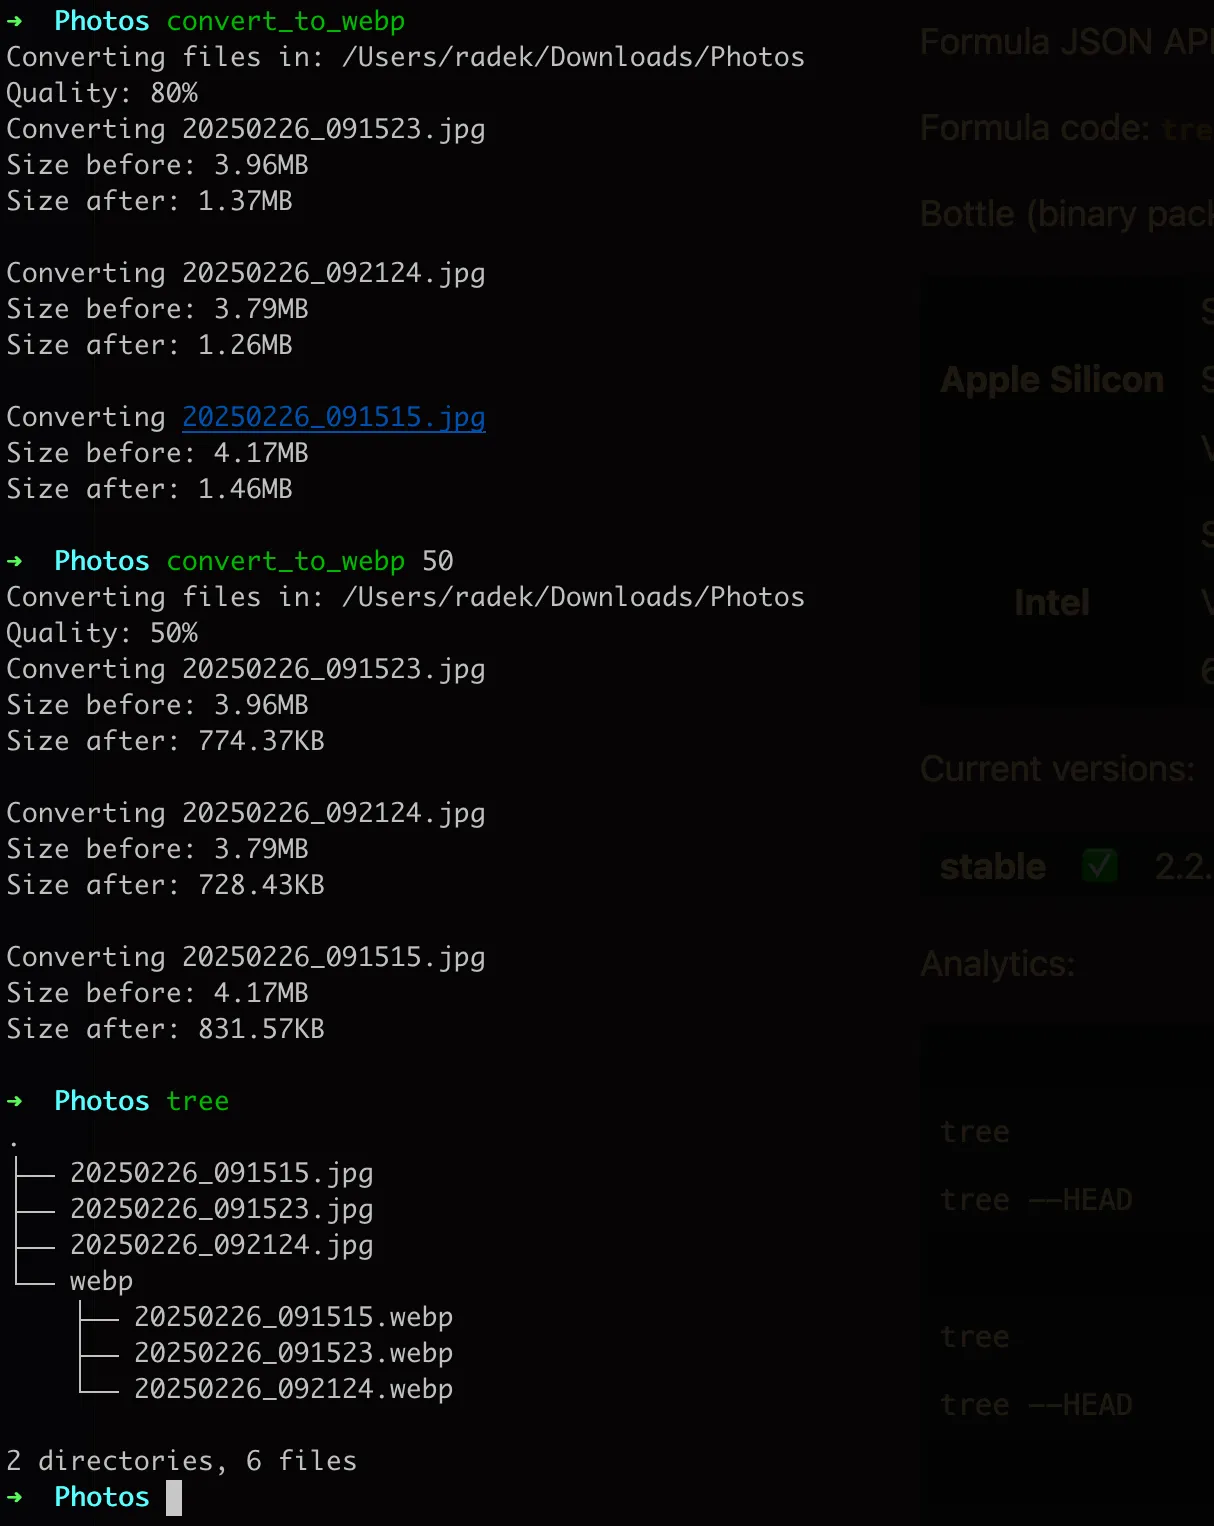 ➜  Photos convert_to_webp
Converting files in: /Users/radek/Downloads/Photos
Quality: 80%
Converting 20250226_091523.jpg
Size before: 3.96MB
Size after: 1.37MB

Converting 20250226_092124.jpg
Size before: 3.79MB
Size after: 1.26MB

Converting 20250226_091515.jpg
Size before: 4.17MB
Size after: 1.46MB

➜  Photos convert_to_webp 50
Converting files in: /Users/radek/Downloads/Photos
Quality: 50%
Converting 20250226_091523.jpg
Size before: 3.96MB
Size after: 774.37KB

Converting 20250226_092124.jpg
Size before: 3.79MB
Size after: 728.43KB

Converting 20250226_091515.jpg
Size before: 4.17MB
Size after: 831.57KB

➜  Photos tree
.
├── 20250226_091515.jpg
├── 20250226_091523.jpg
├── 20250226_092124.jpg
└── webp
    ├── 20250226_091515.webp
    ├── 20250226_091523.webp
    └── 20250226_092124.webp

2 directories, 6 files
➜  Photos
Formula JSON API
Formula code: tre
Bottle (binary pack
Apple Silicon
Intel
Current versions:
stable ✅ 2.2.
Analytics:
tree
tree --HEAD
tree
tree --HEAD